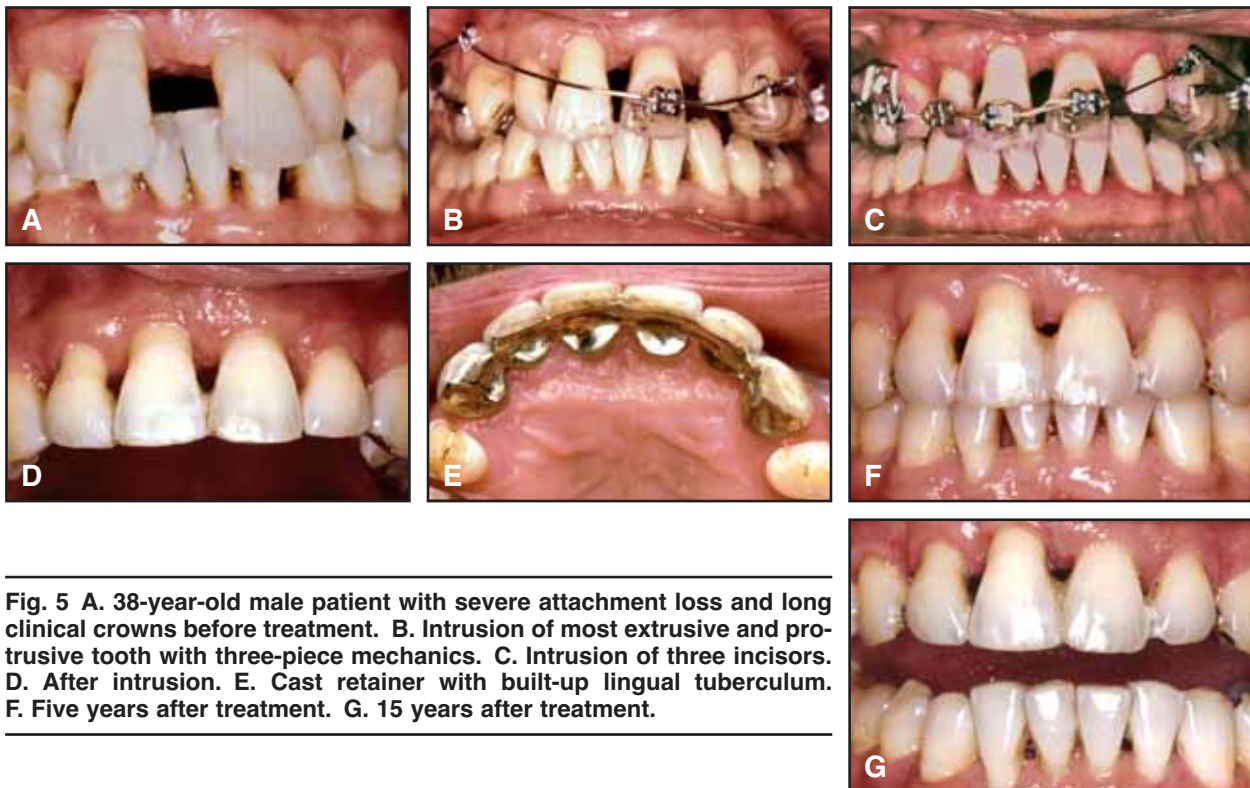 A
B
C
D
E
F
G
Fig. 5 A. 38-year-old male patient with severe attachment loss and long
clinical crowns before treatment. B. Intrusion of most extrusive and pro-
trusive tooth with three-piece mechanics. C. Intrusion of three incisors.
D. After intrusion. E. Cast retainer with built-up lingual tuberculum.
F. Five years after treatment. G. 15 years after treatment.